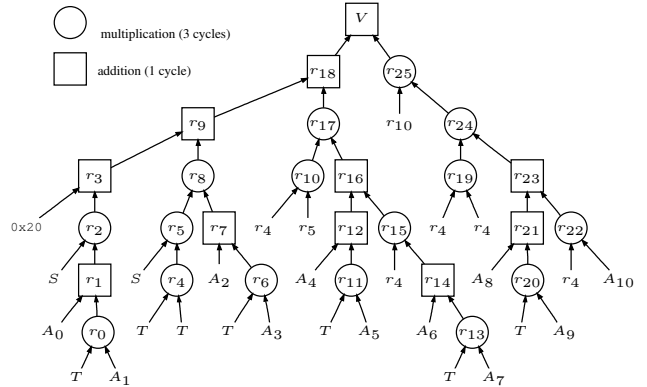 V
multiplication (3 cycles)
addition (1 cycle)
r18 r25
r9 r17 r10 r24
r3 r8 r10 r16 r19 r23
0x20 r2 r5 r7 r4 r5 r12 r15 r4 r4 r21 r22
S r1 S r4 A2 r6 A4 r11 r4 r14 A8 r20 r4 A10
A0 r0 T T T A3 T A5 A6 r13 T A9
T A1 T A7